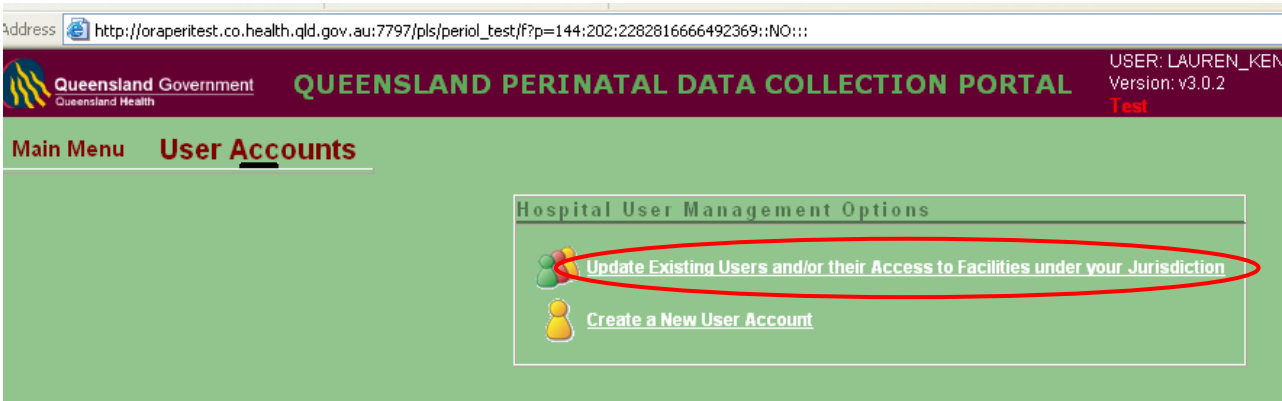 Address http://oraperitest.co.health.qld.gov.au:7797/pls/periol_test/f?p=144:202:2282816666492369::NO:::
Queensland Government
Queensland Health
QUEENSLAND PERINATAL DATA COLLECTION PORTAL
USER: LAUREN_KEN
Version: v3.0.2
Test
Main Menu User Accounts
Hospital User Management Options
Update Existing Users and/or their Access to Facilities under your Jurisdiction
Create a New User Account